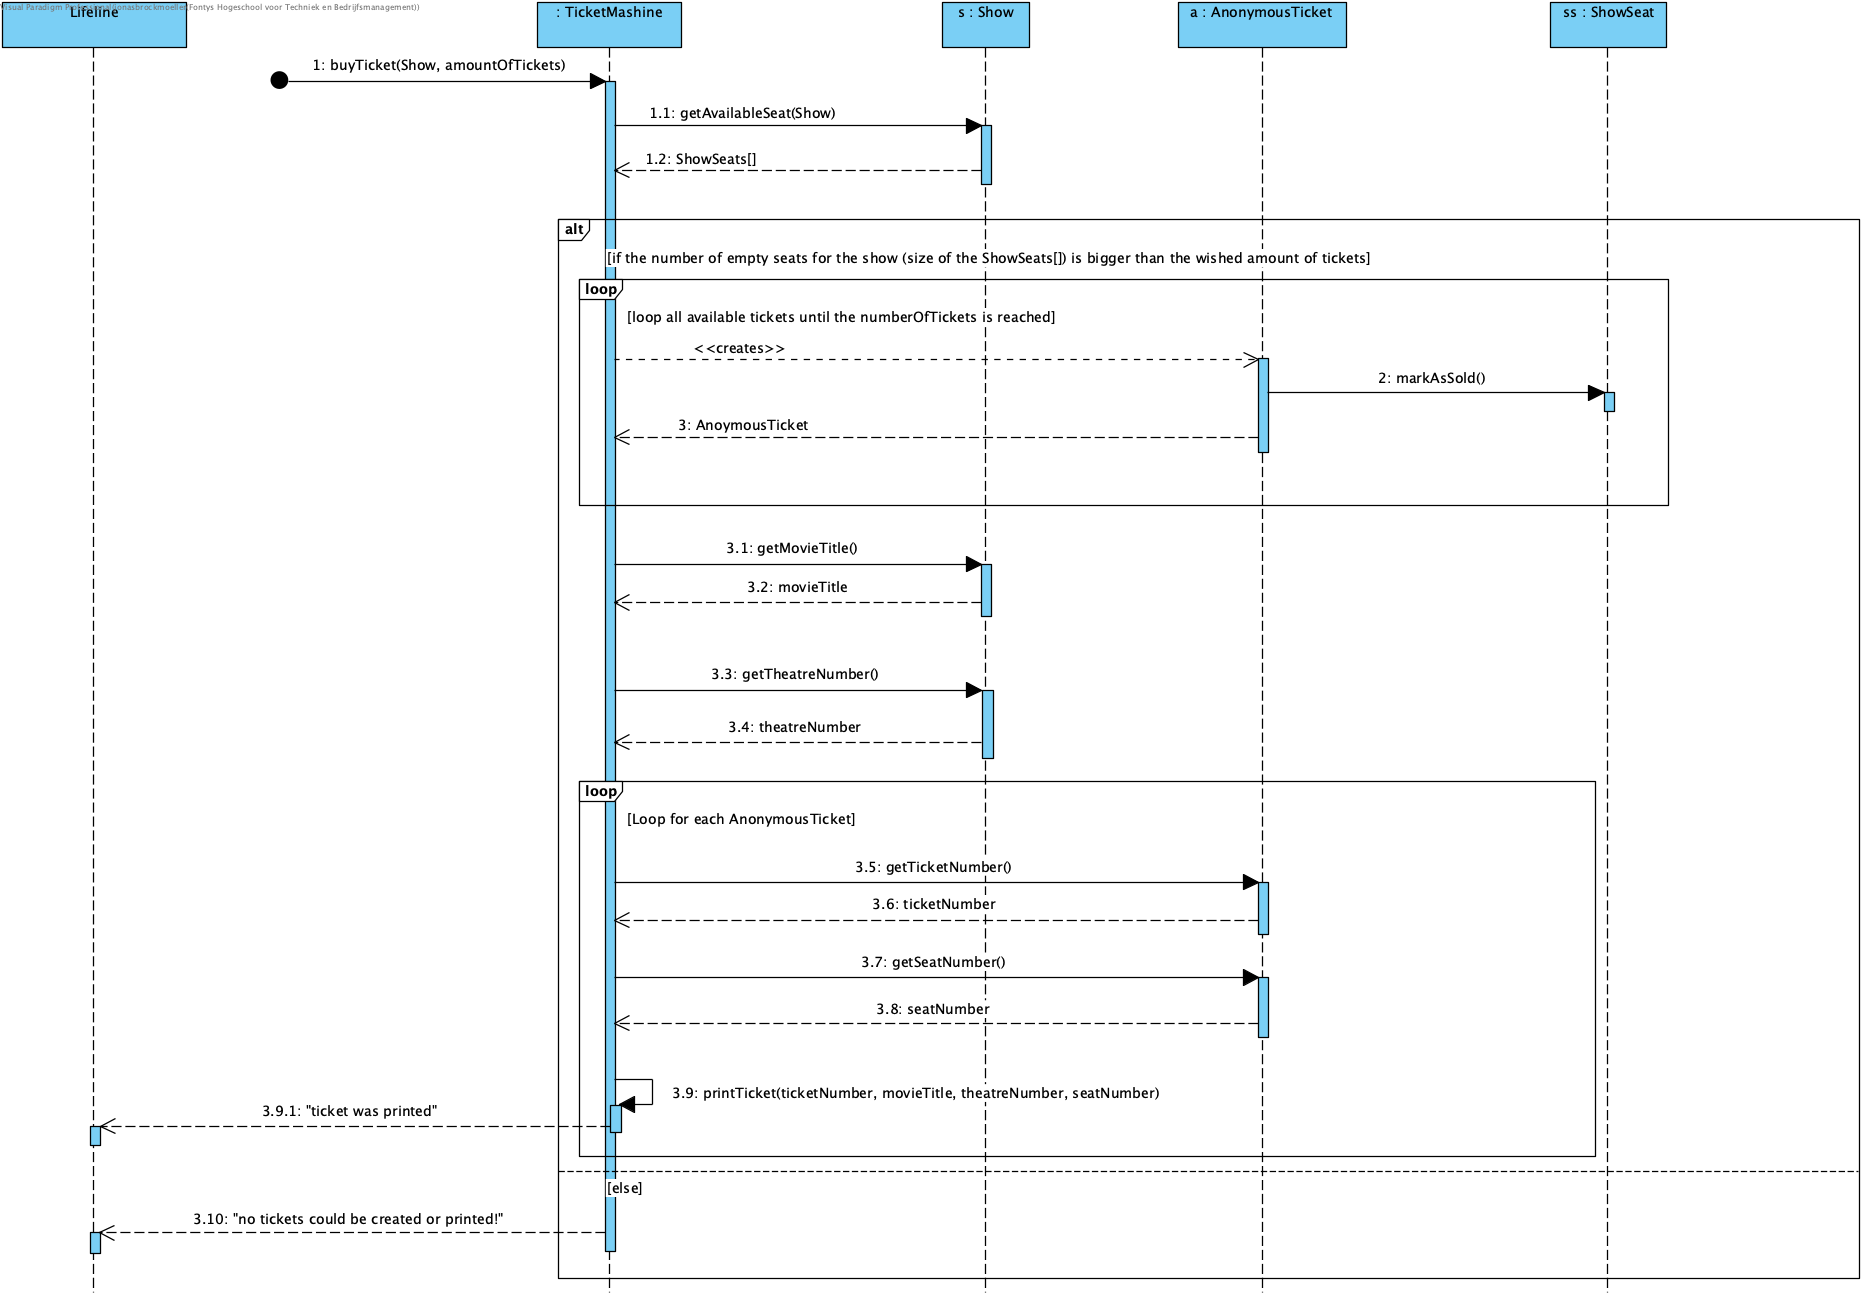 Visual Paradigm Professional(jonasbrockmoeller(Fontys Hogeschool voor Techniek en Bedrijfsmanagement))
Lifeline
: TicketMashine
s : Show
a : AnonymousTicket
ss : ShowSeat
1: buyTicket(Show, amountOfTickets)
1.1: getAvailableSeat(Show)
1.2: ShowSeats[]
alt
[if the number of empty seats for the show (size of the ShowSeats[]) is bigger than the wished amount of tickets]
loop
[loop all available tickets until the numberOfTickets is reached]
<<creates>>
2: markAsSold()
3: AnoymousTicket
3.1: getMovieTitle()
3.2: movieTitle
3.3: getTheatreNumber()
3.4: theatreNumber
loop
[Loop for each AnonymousTicket]
3.5: getTicketNumber()
3.6: ticketNumber
3.7: getSeatNumber()
3.8: seatNumber
3.9: printTicket(ticketNumber, movieTitle, theatreNumber, seatNumber)
3.9.1: "ticket was printed"
[else]
3.10: "no tickets could be created or printed!"